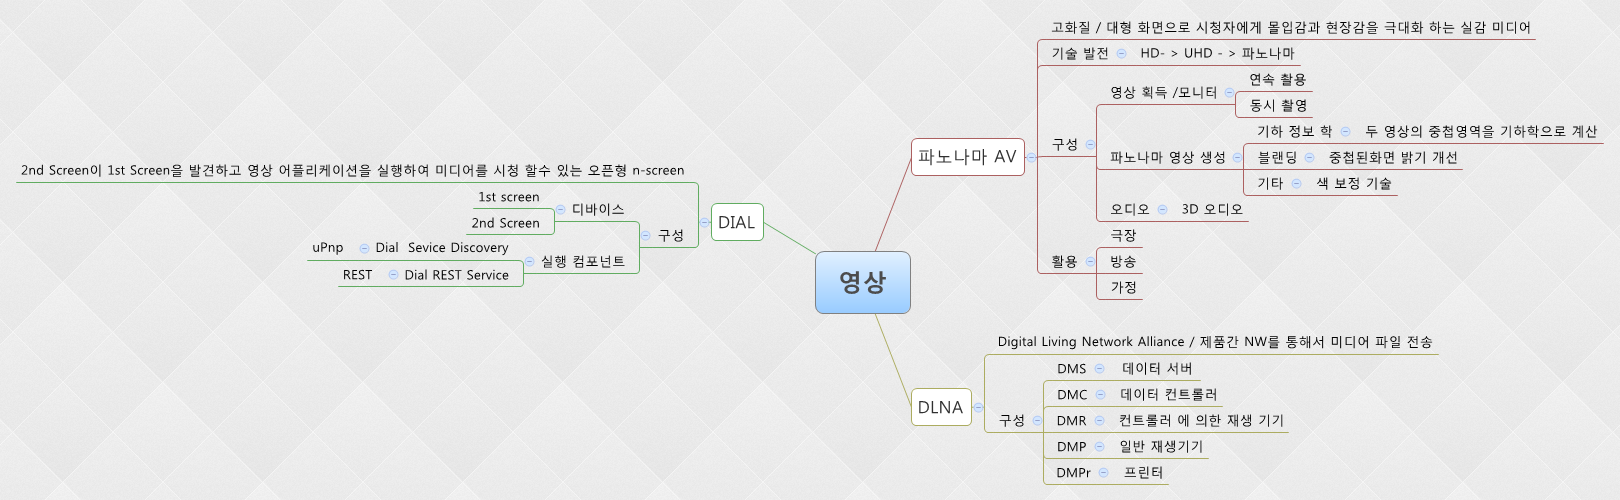 영상
파노나마 AV
고화질 / 대형 화면으로 시청자에게 몰입감과 현장감을 극대화 하는 실감 미디어
기술 발전 HD- > UHD - > 파노나마
구성
영상 획득 /모니터
연속 촬용
동시 촬영
파노나마 영상 생성
기하 정보 학 두 영상의 중첩영역을 기하학으로 계산
블랜딩 중첩된화면 밝기 개선
기타 색 보정 기술
오디오 3D 오디오
활용
극장
방송
가정
DLNA
Digital Living Network Alliance / 제품간 NW를 통해서 미디어 파일 전송
구성
DMS 데이터 서버
DMC 데이터 컨트롤러
DMR 컨트롤러 에 의한 재생 기기
DMP 일반 재생기기
DMPr 프린터
DIAL
2nd Screen이 1st Screen을 발견하고 영상 어플리케이션을 실행하여 미디어를 시청 할수 있는 오픈형 n-screen
구성
디바이스
1st screen
2nd Screen
실행 컴포넌트
uPnp Dial Sevice Discovery
REST Dial REST Service